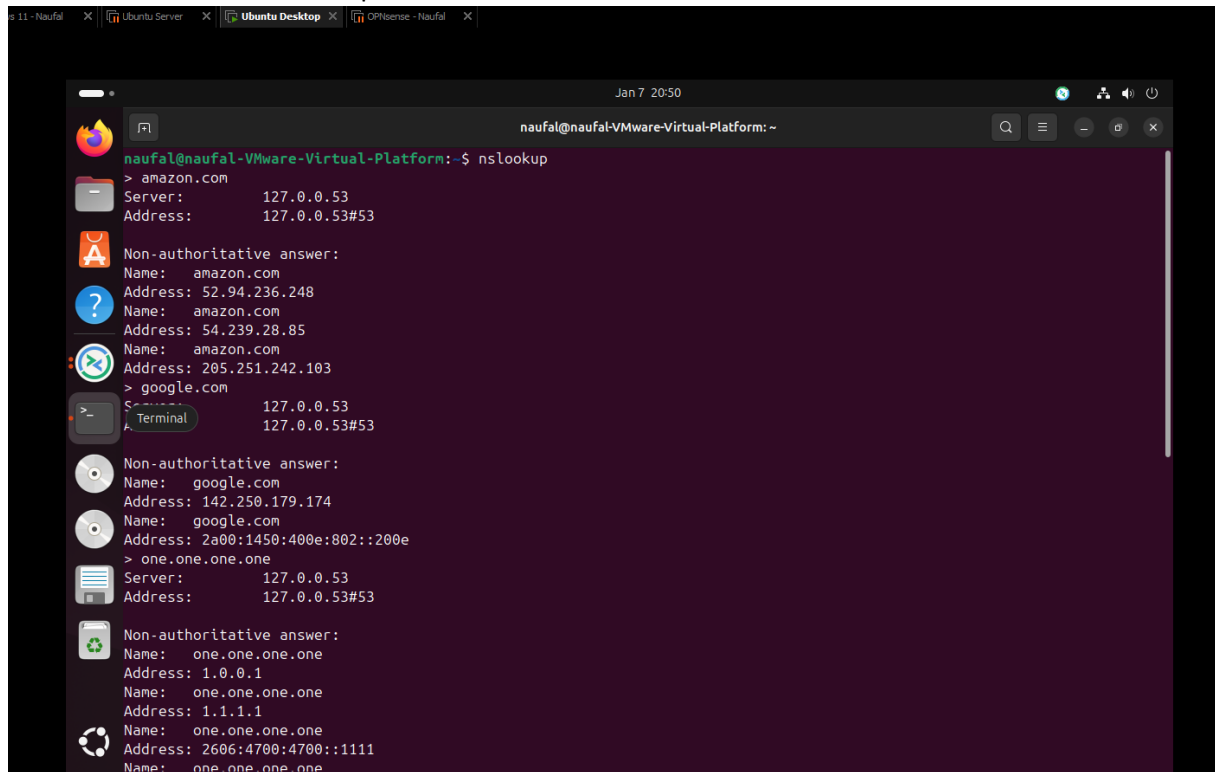 s 11 - Naufal
Ubuntu Server
Ubuntu Desktop
OPNsense - Naufal
Jan 7 20:50
naufal@naufal-VMware-Virtual-Platform: ~
naufal@naufal-VMware-Virtual-Platform:~$ nslookup
> amazon.com
Server: 127.0.0.53
Address: 127.0.0.53#53
Non-authoritative answer:
Name: amazon.com
Address: 52.94.236.248
Name: amazon.com
Address: 54.239.28.85
Name: amazon.com
Address: 205.251.242.103
> google.com
127.0.0.53
Terminal
127.0.0.53#53
Non-authoritative answer:
Name: google.com
Address: 142.250.179.174
Name: google.com
Address: 2a00:1450:400e:802::200e
> one.one.one.one
Server: 127.0.0.53
Address: 127.0.0.53#53
Non-authoritative answer:
Name: one.one.one.one
Address: 1.0.0.1
Name: one.one.one.one
Address: 1.1.1.1
Name: one.one.one.one
Address: 2606:4700:4700::1111
Name: one.one.one.one